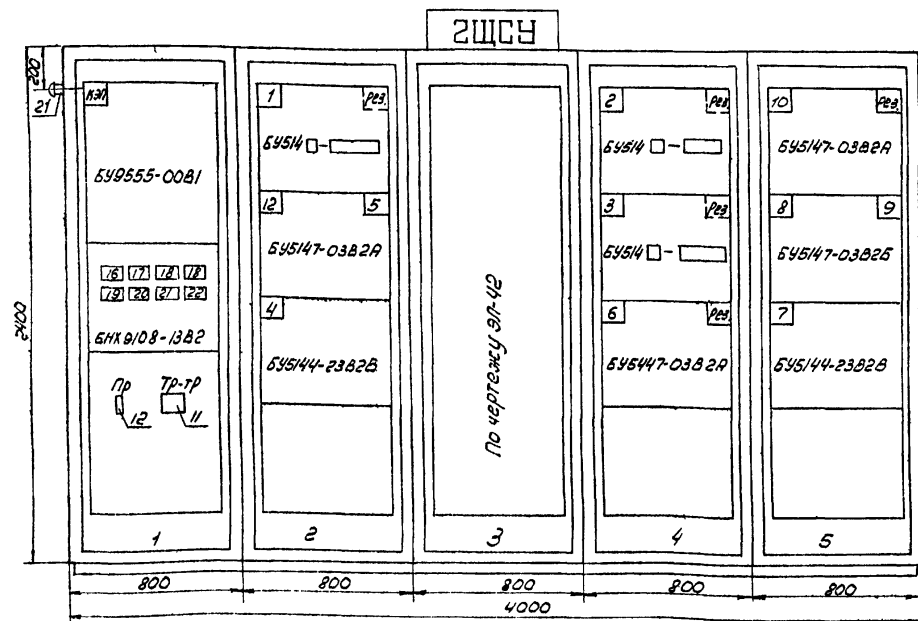 2ЩСУ
200
21
КЭП
БУ9555-00В1
16 17 18 18
19 20 21 22
БНХ9108-13В2
Пр
Тр-тр
12
11
1
1
Рез.
БУ514 -
12
5
БУ5147-03В2А
4
БУ5144-23В2В
2
По чертежу ЭЛ-42
3
2
Рез.
БУ514 -
3
Рез.
БУ514 -
6
Рез.
БУ5447-03В2А
4
10
Рез.
БУ5147-03В2А
8
9
БУ5147-03В2Б
7
БУ5144-23В2В
5
2400
800
800
800
800
800
4000